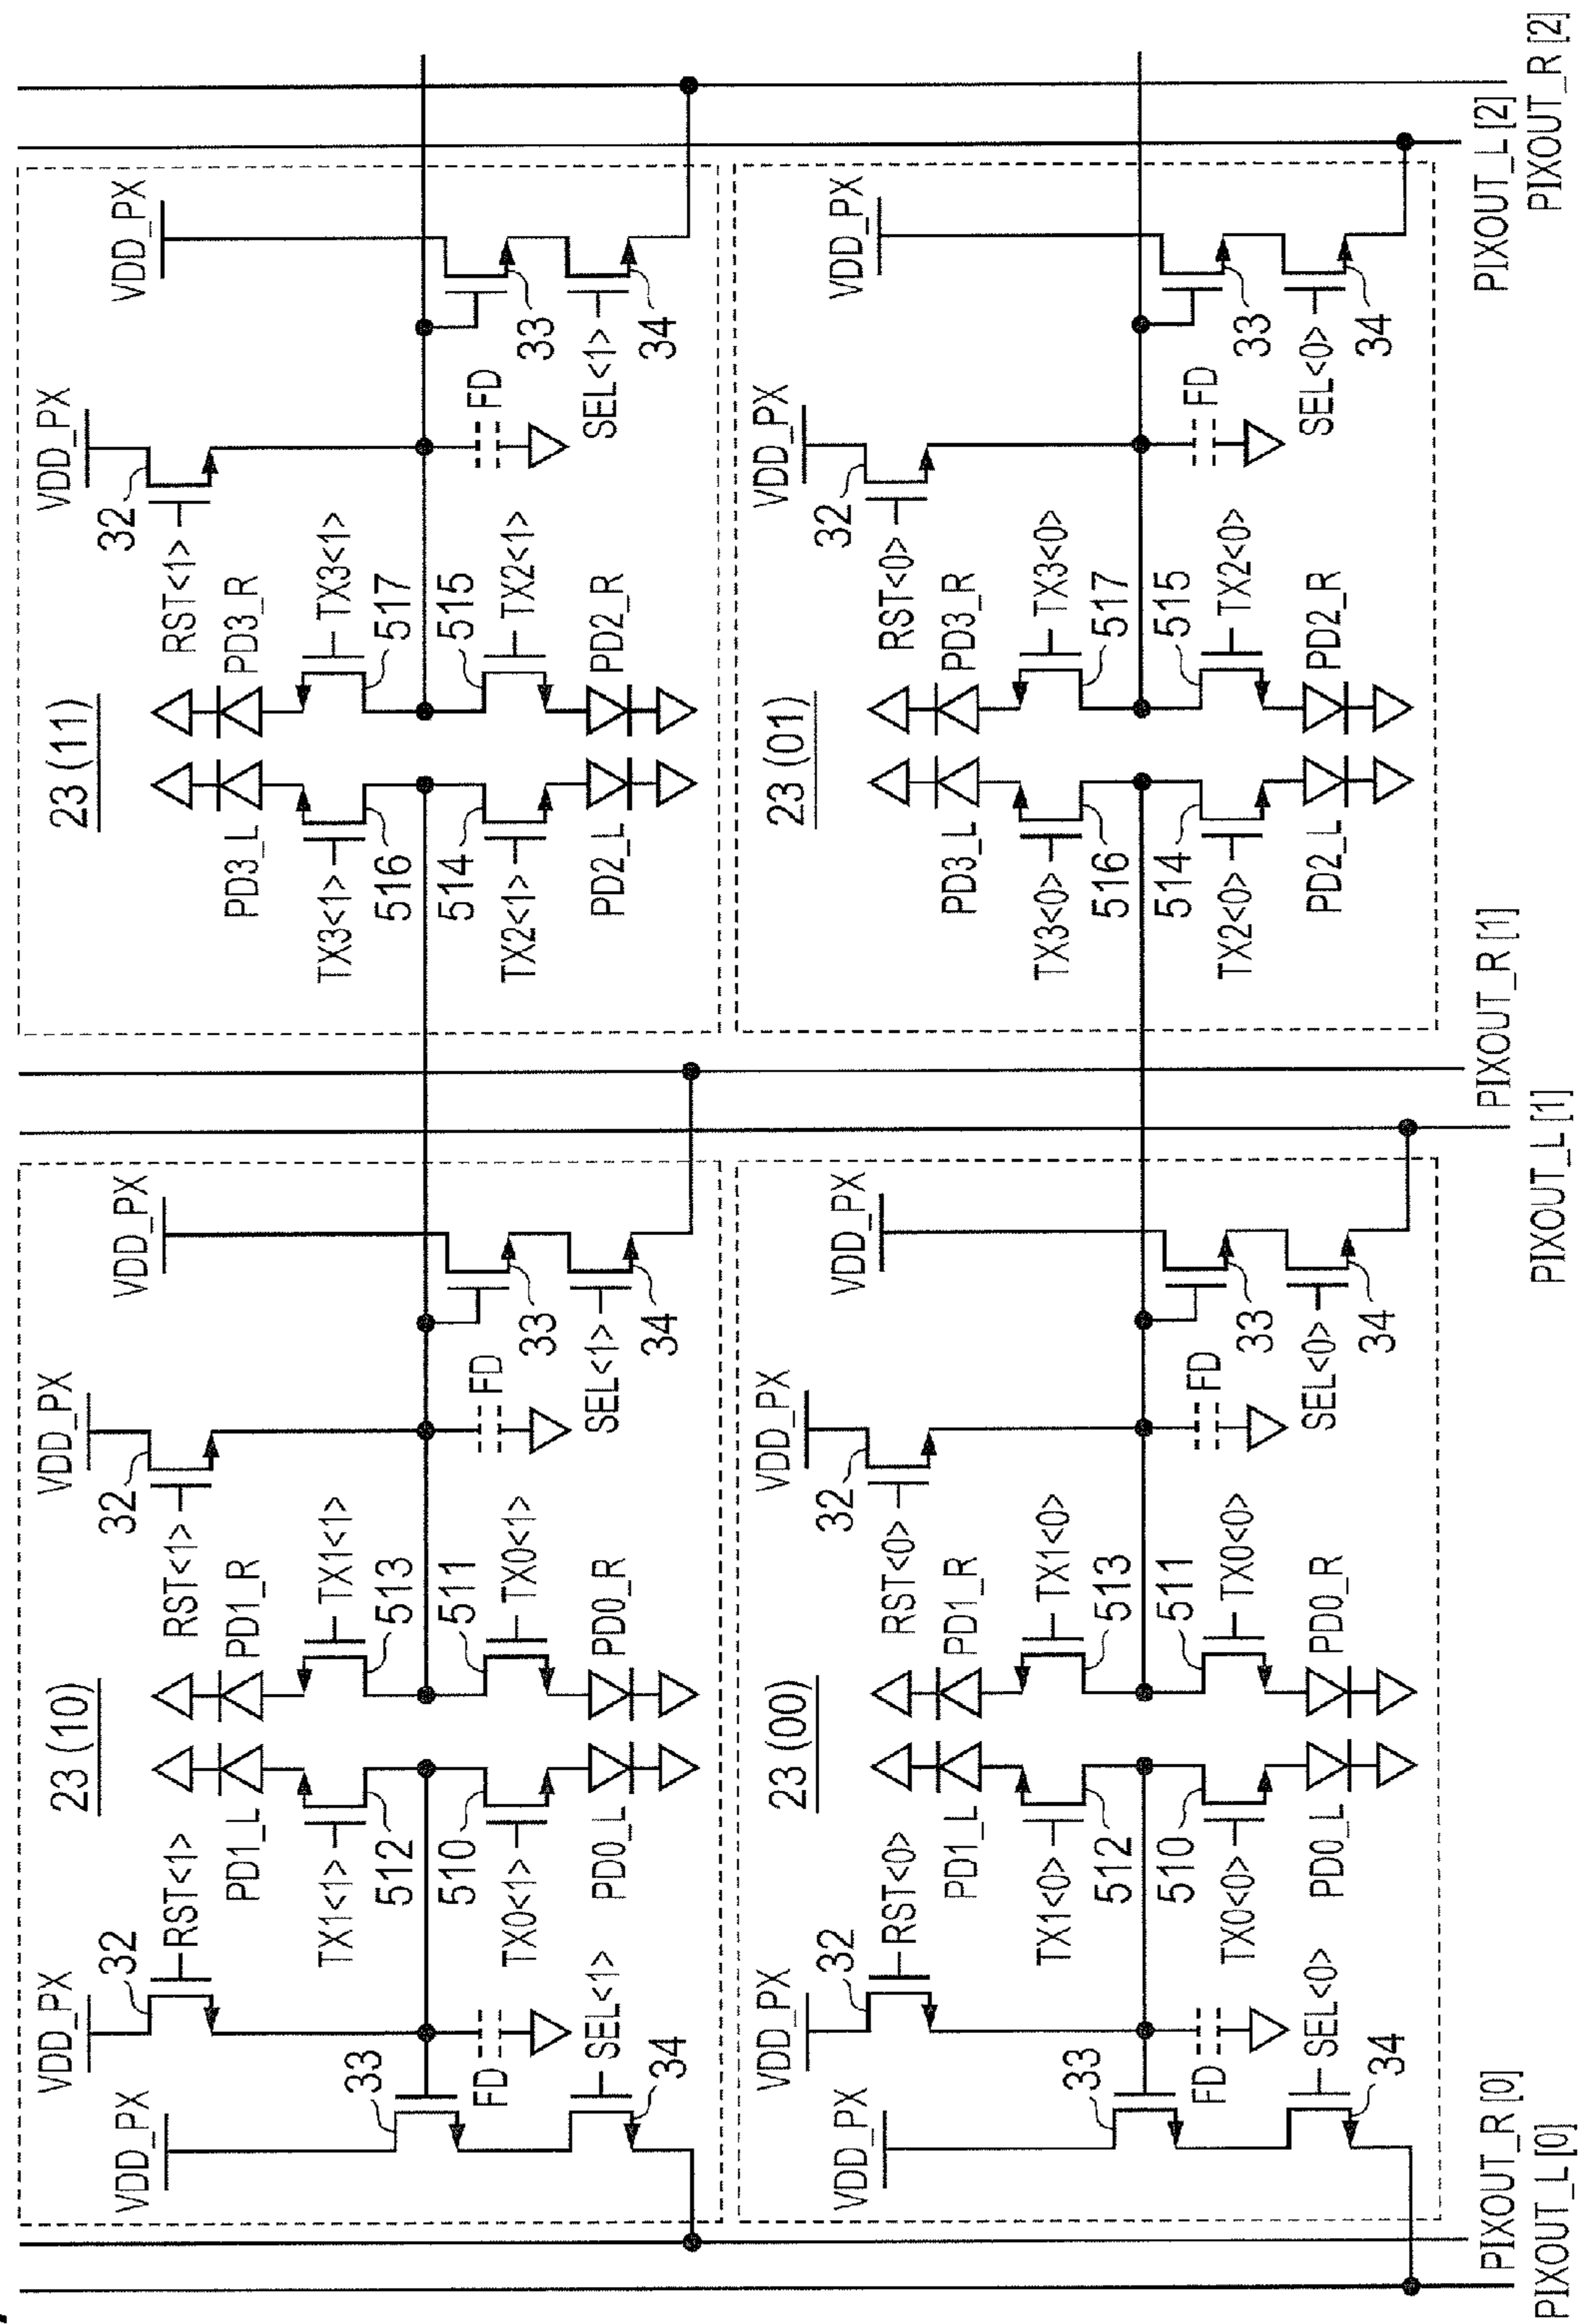 VDD_PX
23 (10)
VDD_PX
32
32
VDD_PX
VDD_PX
RST<1>
RST<1>
PD1_L
PD1_R
TX1<1>
TX1<1>
33
512
513
510
511
FD
FD
TX0<1>
TX0<1>
33
SEL<1>
SEL<1>
PD0_L
PD0_R
34
34
23 (11)
VDD_PX
32
VDD_PX
RST<1>
PD3_L
PD3_R
TX3<1>
TX3<1>
516
517
514
515
FD
TX2<1>
TX2<1>
33
SEL<1>
PD2_L
PD2_R
34
VDD_PX
23 (00)
VDD_PX
32
32
VDD_PX
VDD_PX
RST<0>
RST<0>
PD1_L
PD1_R
TX1<0>
TX1<0>
33
512
513
510
511
FD
FD
TX0<0>
TX0<0>
33
SEL<0>
SEL<0>
PD0_L
PD0_R
34
34
23 (01)
VDD_PX
32
VDD_PX
RST<0>
PD3_L
PD3_R
TX3<0>
TX3<0>
516
517
514
515
FD
TX2<0>
TX2<0>
33
SEL<0>
PD2_L
PD2_R
34
PIXOUT_R [0]
PIXOUT_L [0]
PIXOUT_R [1]
PIXOUT_L [1]
PIXOUT_L [2]
PIXOUT_R [2]